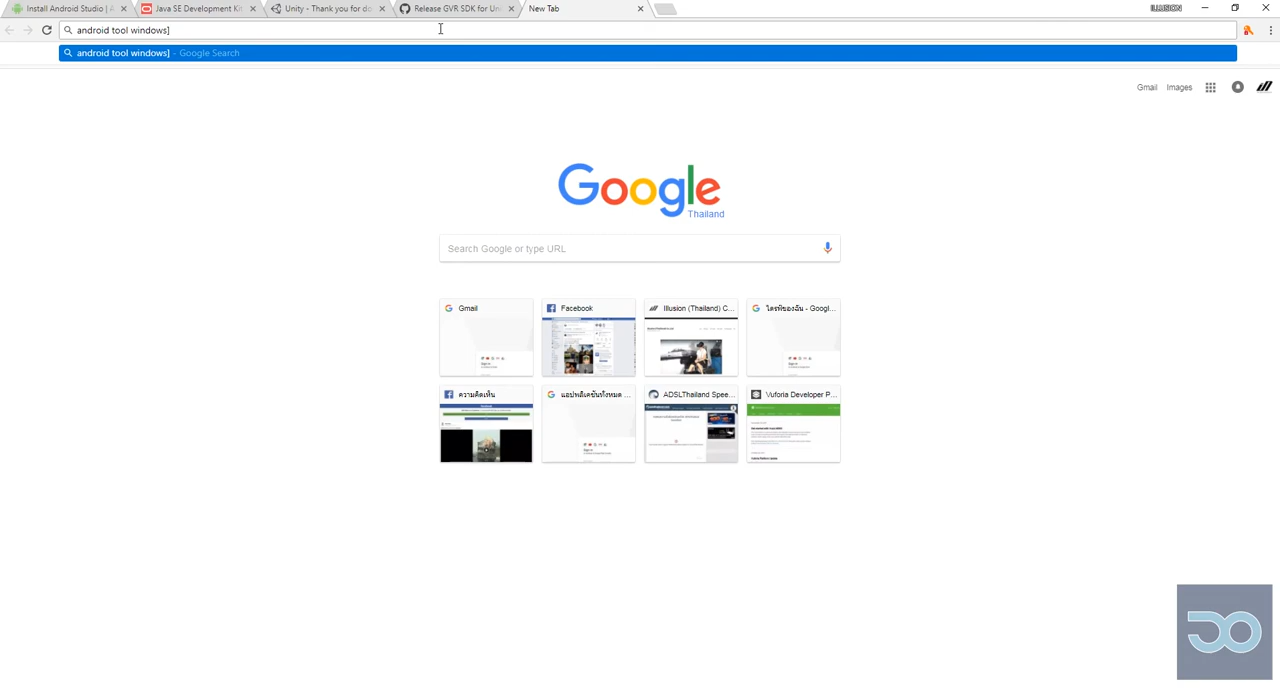 Install Android Studio | A
Java SE Development Kit
Unity - Thank you for do
Release GVR SDK for Uni
New Tab
ILLUSION
android tool windows]
android tool windows] – Google Search
Gmail Images
Google
Thailand
Search Google or type URL
Gmail
Facebook
Illusion (Thailand) C...
ไดรฟ์ของฉัน - Googl...
ความคิดเห็น
แอปพลิเคชันทั้งหมด ...
ADSLThailand Spee...
Vuforia Developer P...